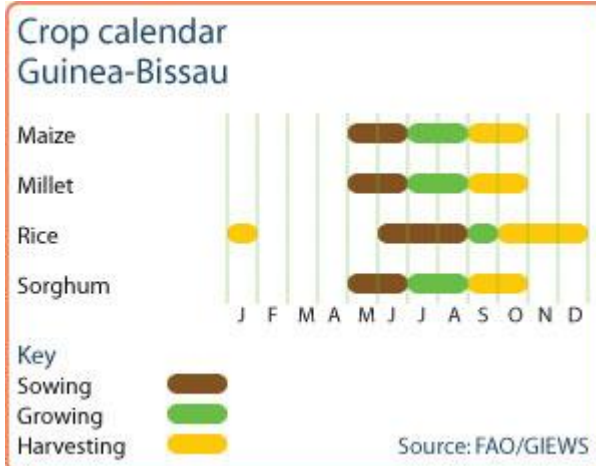 Crop calendar
Guinea-Bissau
Maize
Millet
Rice
Sorghum
J F M A M J J A S O N D
Key
Sowing
Growing
Harvesting
Source: FAO/GIEWS